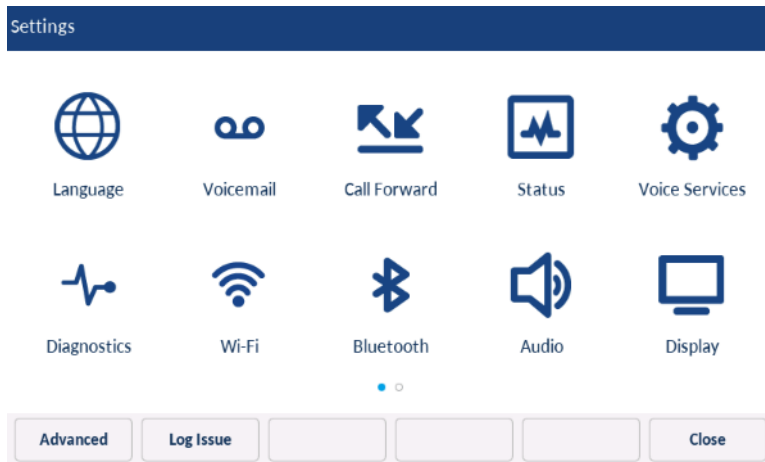 Settings
Language Voicemail Call Forward Status Voice Services
Diagnostics Wi-Fi Bluetooth Audio Display
Advanced Log Issue Close